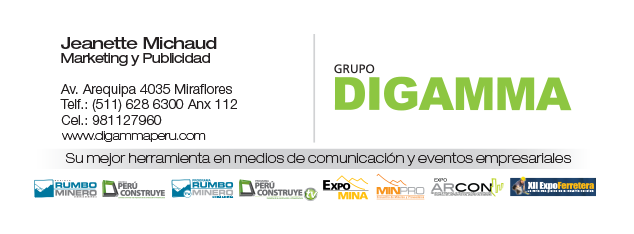 Jeanette Michaud
Marketing y Publicidad
Av. Arequipa 4035 Miraflores
Telf.: (511) 628 6300 Anx 112
Cel.: 981127960
www.digammaperu.com
GRUPO
DIGAMMA
Su mejor herramienta en medios de comunicación y eventos empresariales
RUMBO
MINERO
PERÚ
CONSTRUYE
RUMBO
MINERO
PERÚ
CONSTRUYE
tv
EXPO
MINA
MINPRO
EXPO
ARCON
XII ExpoFerretera